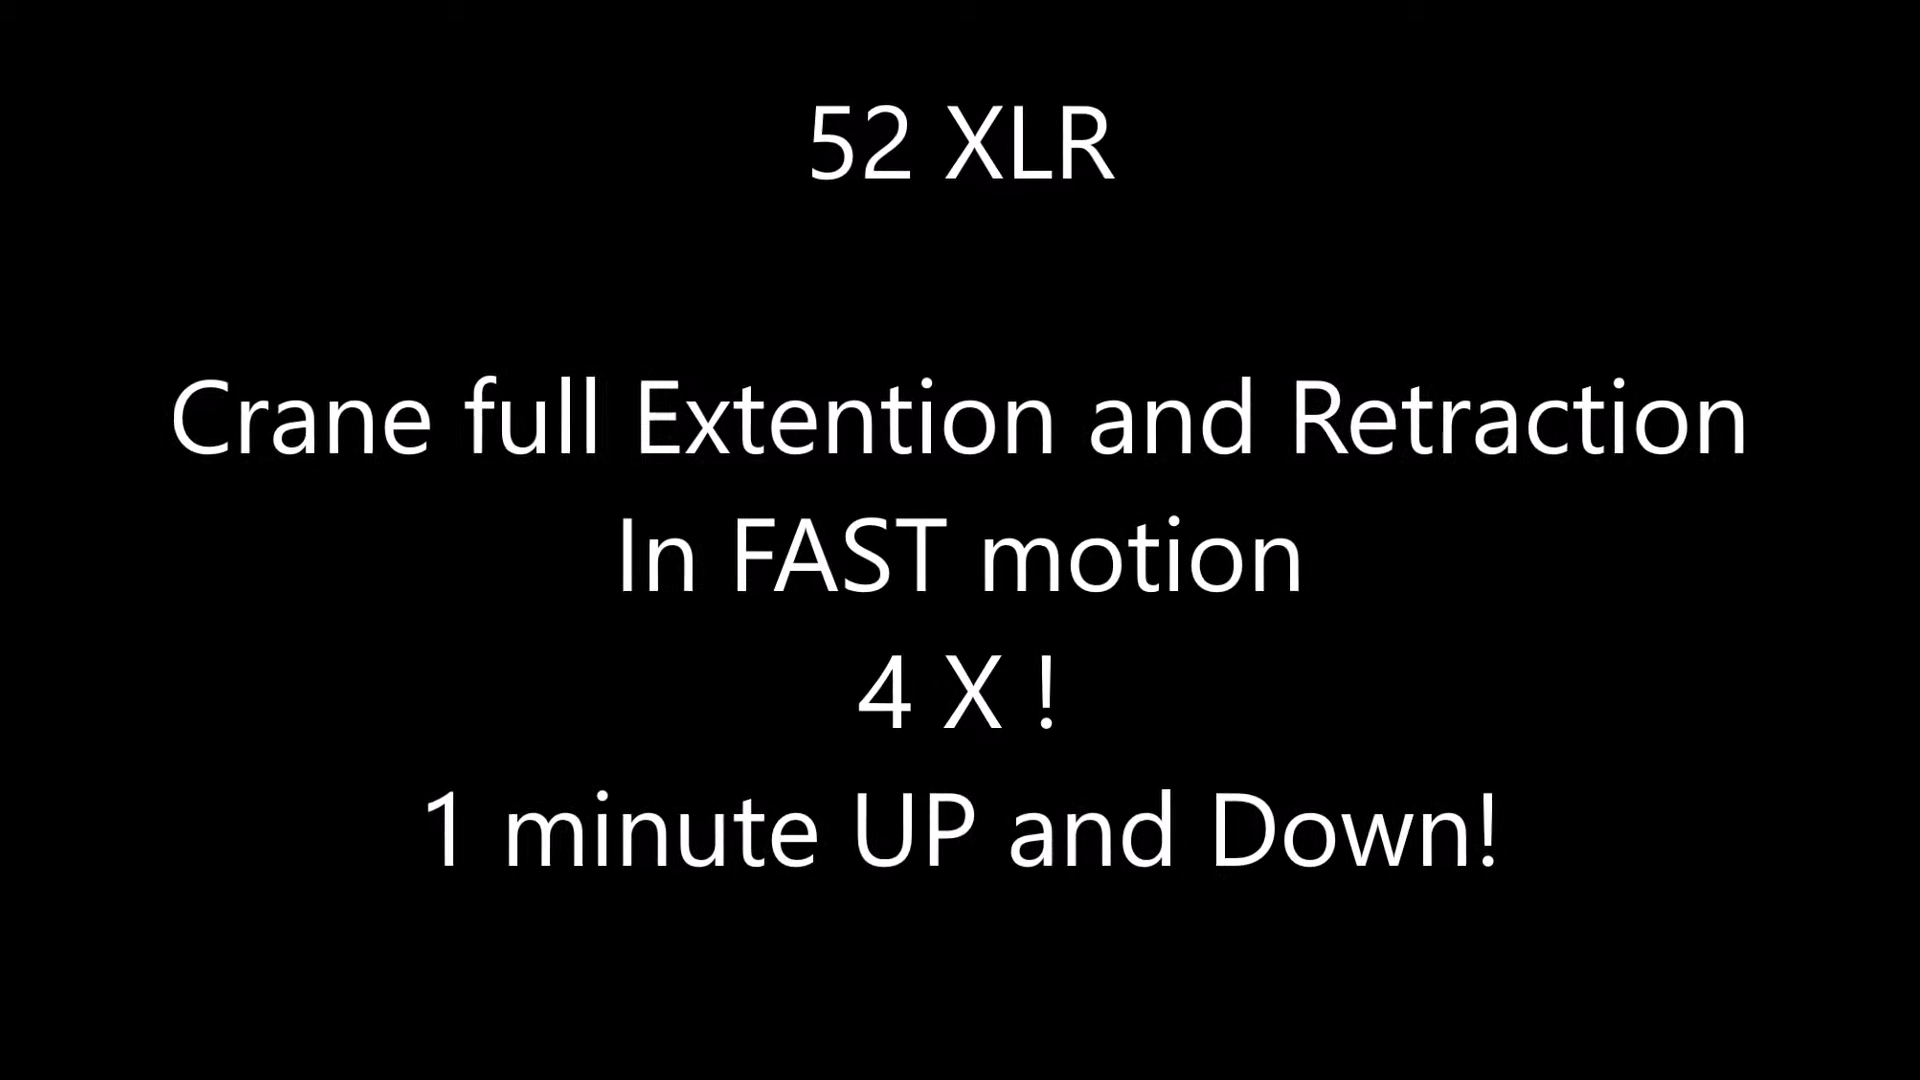 52 XLR
Crane full Extention and Retraction
In FAST motion
4 X !
1 minute UP and Down!